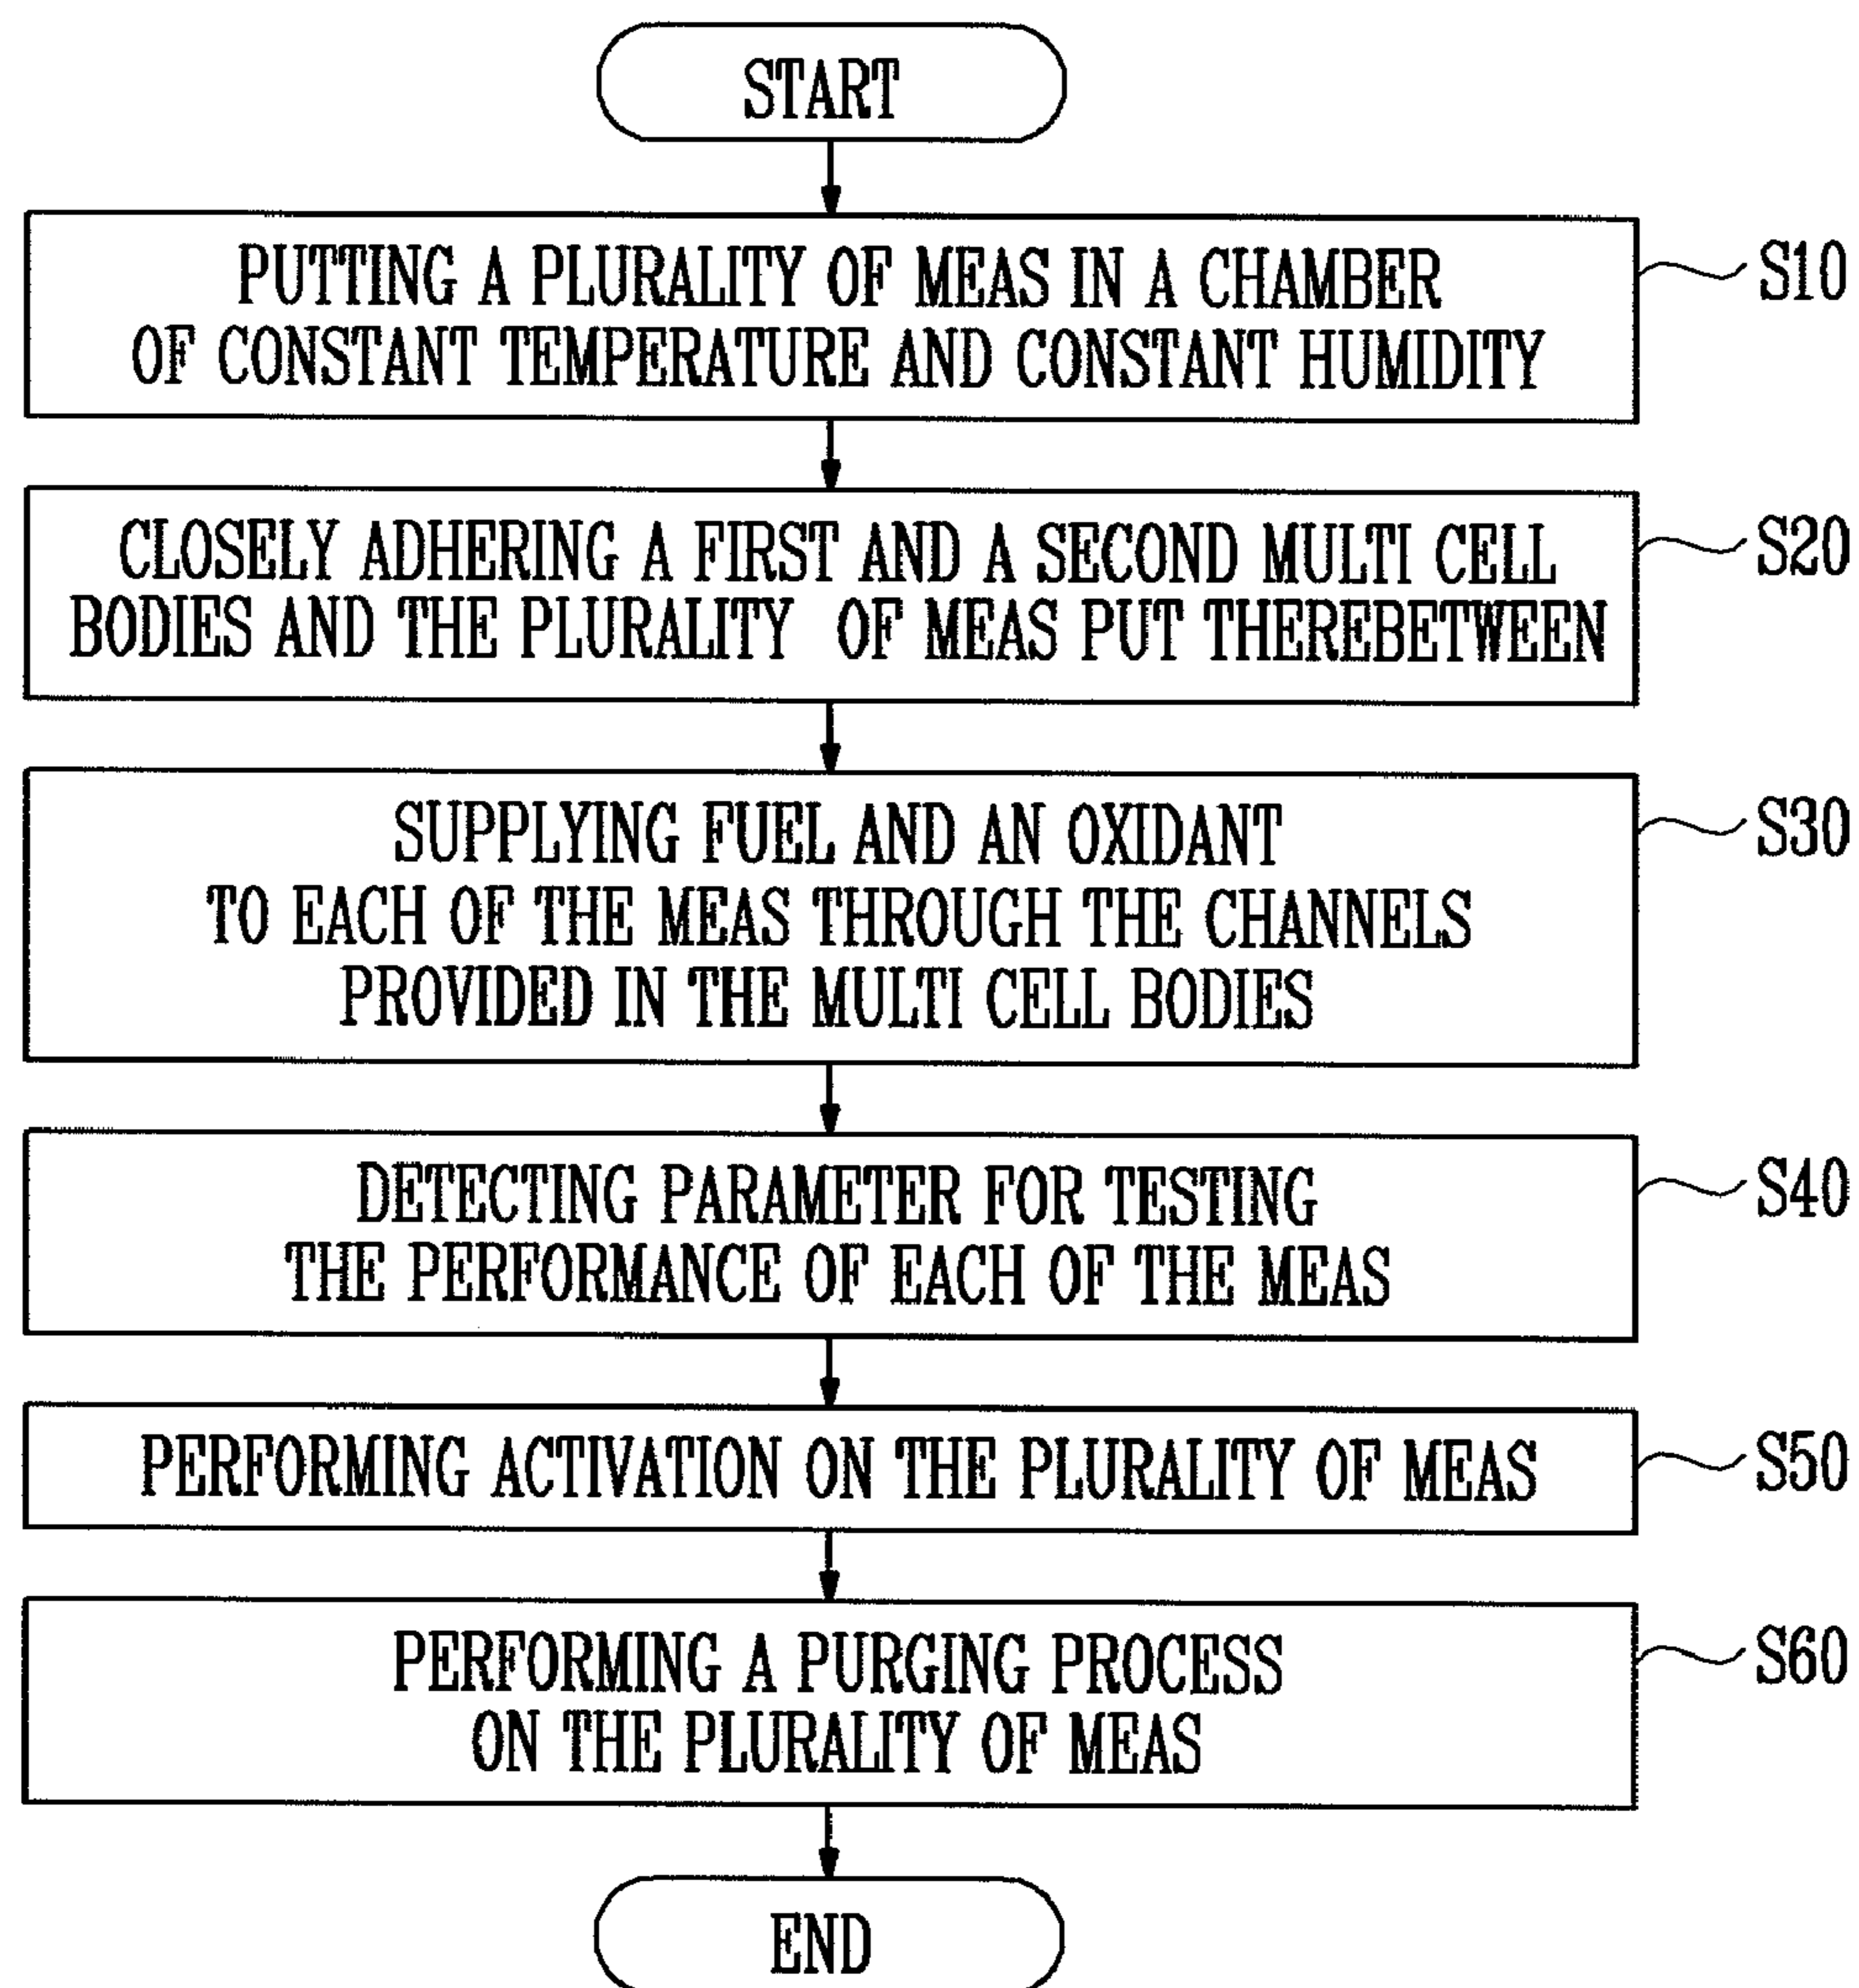 START
PUTTING A PLURALITY OF MEAS IN A CHAMBER
OF CONSTANT TEMPERATURE AND CONSTANT HUMIDITY
S10
CLOSELY ADHERING A FIRST AND A SECOND MULTI CELL
BODIES AND THE PLURALITY OF MEAS PUT THEREBETWEEN
S20
SUPPLYING FUEL AND AN OXIDANT
TO EACH OF THE MEAS THROUGH THE CHANNELS
PROVIDED IN THE MULTI CELL BODIES
S30
DETECTING PARAMETER FOR TESTING
THE PERFORMANCE OF EACH OF THE MEAS
S40
PERFORMING ACTIVATION ON THE PLURALITY OF MEAS
S50
PERFORMING A PURGING PROCESS
ON THE PLURALITY OF MEAS
S60
END